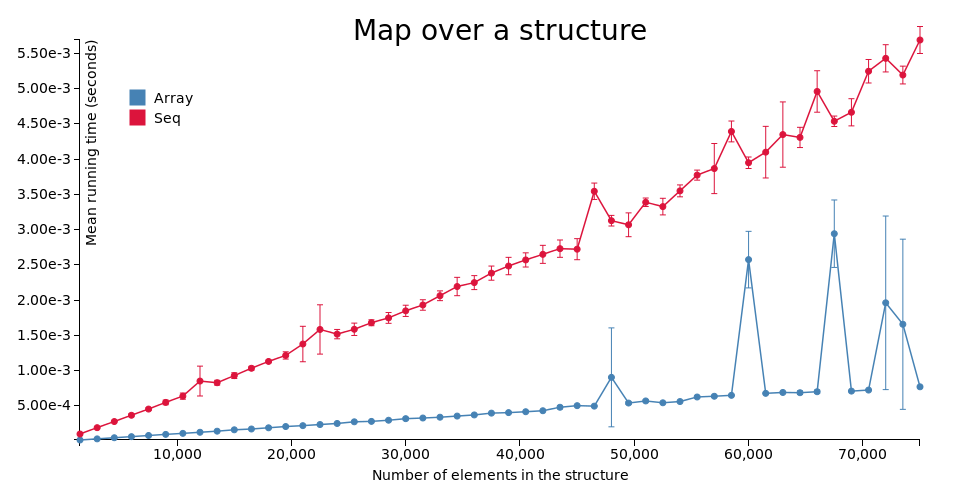 Map over a structure
Mean running time (seconds)
5.50e-3
5.00e-3
4.50e-3
4.00e-3
3.50e-3
3.00e-3
2.50e-3
2.00e-3
1.50e-3
1.00e-3
5.00e-4
Array
Seq
10,000 20,000 30,000 40,000 50,000 60,000 70,000
Number of elements in the structure